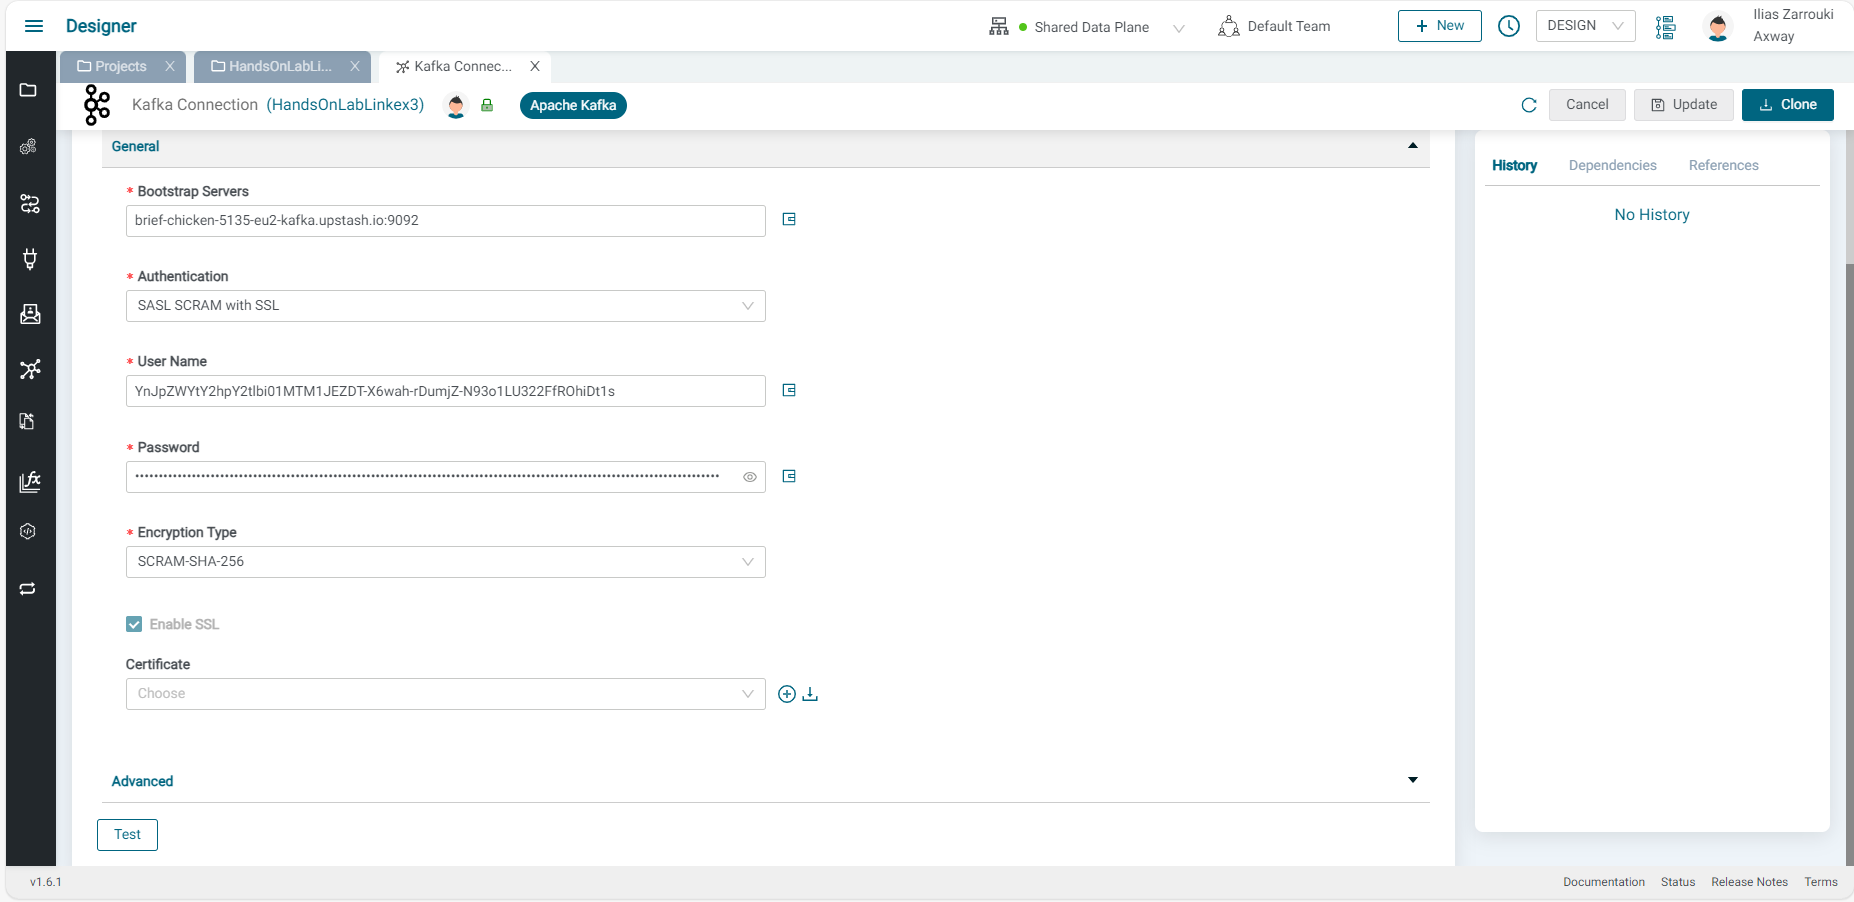 Designer
Shared Data Plane
Default Team
+ New
DESIGN
Ilias Zarrouki
Axway
Projects X
HandsOnLabLi... X
Kafka Connec... X
Kafka Connection (HandsOnLabLinkex3)
Apache Kafka
Cancel
Update
Clone
General
* Bootstrap Servers
brief-chicken-5135-eu2-kafka.upstash.io:9092
* Authentication
SASL SCRAM with SSL
* User Name
YnJpZWYtY2hpY2tlbi01MTM1JEZDT-X6wah-rDumjZ-N93o1LU322FfROhiDt1s
* Password
* Encryption Type
SCRAM-SHA-256
Enable SSL
Certificate
Choose
Advanced
Test
History Dependencies References
No History
v1.6.1
Documentation Status Release Notes Terms